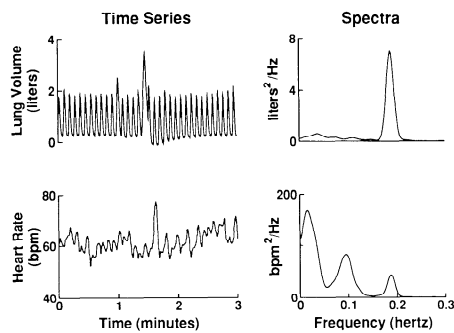 Time Series
Spectra
Lung Volume
(liters)
4
2
0
liters²/Hz
8
4
0
Heart Rate
(bpm)
80
60
40
0 1 2 3
Time (minutes)
bpm²/Hz
200
100
0
0 0.1 0.2 0.3
Frequency (hertz)